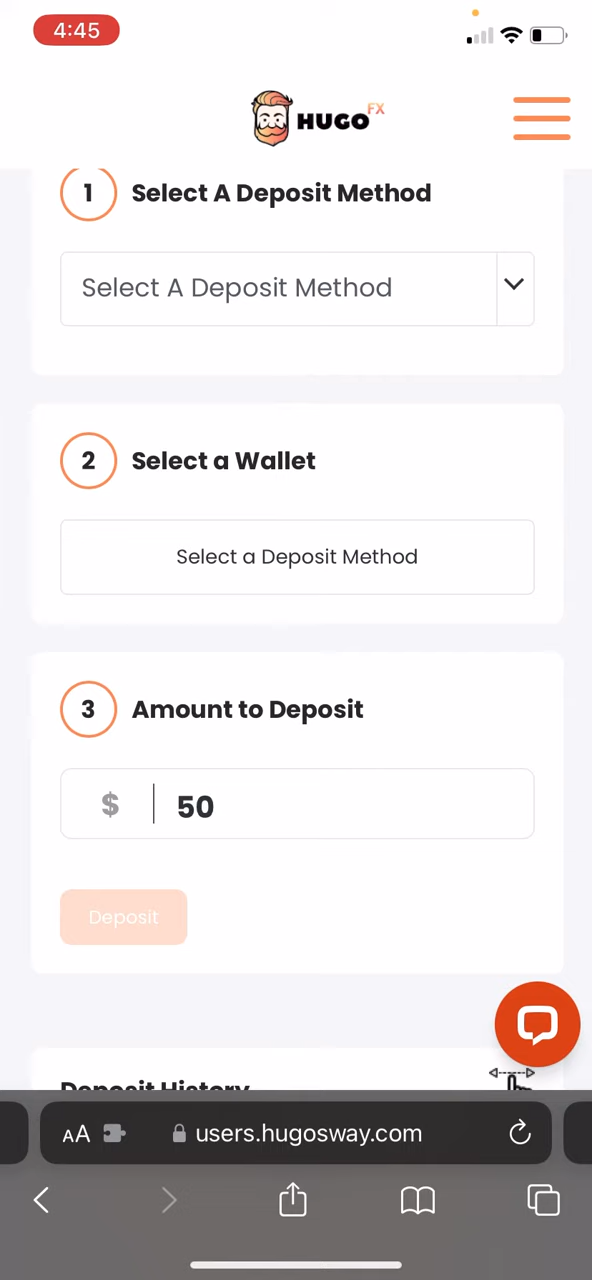 4:45
HUGO FX
1 Select A Deposit Method
Select A Deposit Method
2 Select a Wallet
Select a Deposit Method
3 Amount to Deposit
$ 50
Deposit
Deposit History
AA users.hugosway.com